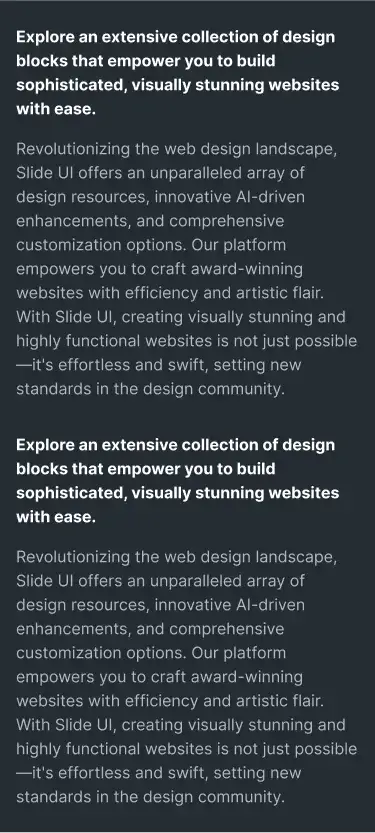 Explore an extensive collection of design
blocks that empower you to build
sophisticated, visually stunning websites
with ease.
Revolutionizing the web design landscape,
Slide UI offers an unparalleled array of
design resources, innovative AI-driven
enhancements, and comprehensive
customization options. Our platform
empowers you to craft award-winning
websites with efficiency and artistic flair.
With Slide UI, creating visually stunning and
highly functional websites is not just possible
—it's effortless and swift, setting new
standards in the design community.
Explore an extensive collection of design
blocks that empower you to build
sophisticated, visually stunning websites
with ease.
Revolutionizing the web design landscape,
Slide UI offers an unparalleled array of
design resources, innovative AI-driven
enhancements, and comprehensive
customization options. Our platform
empowers you to craft award-winning
websites with efficiency and artistic flair.
With Slide UI, creating visually stunning and
highly functional websites is not just possible
—it's effortless and swift, setting new
standards in the design community.